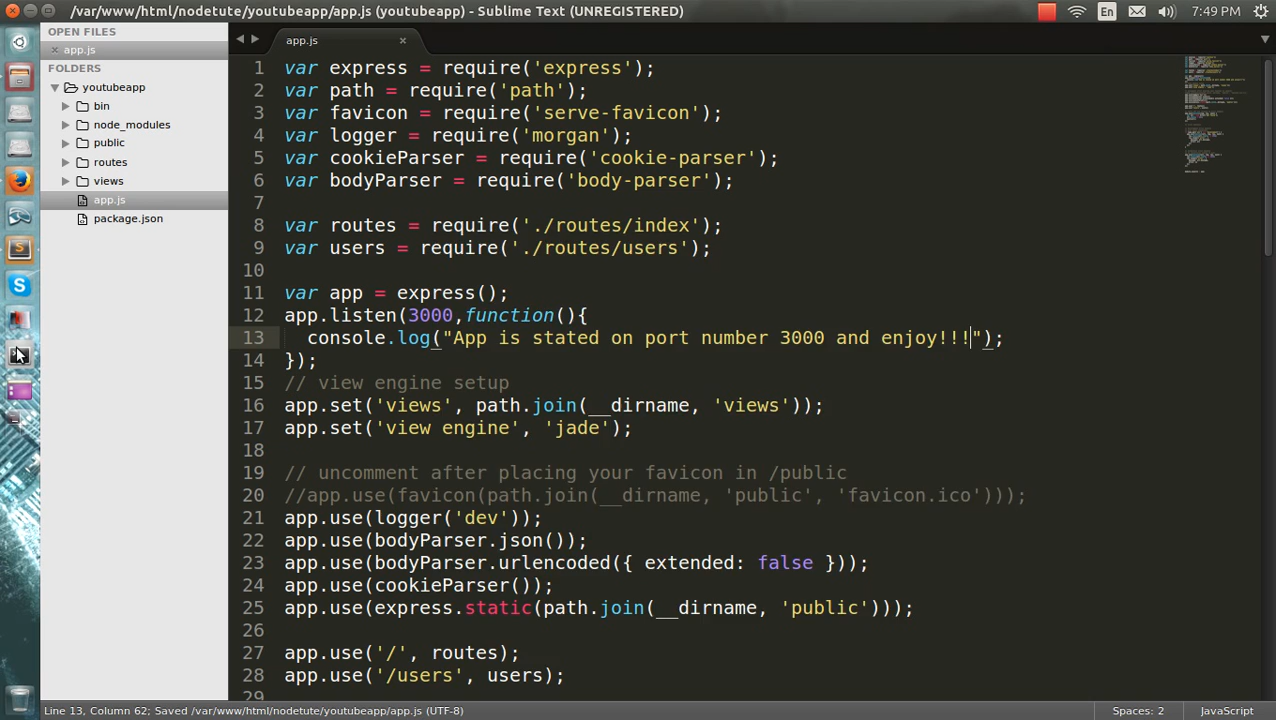 /var/www/html/nodetute/youtubeapp/app.js (youtubeapp) - Sublime Text (UNREGISTERED)
En
7:49 PM
OPEN FILES
app.js
FOLDERS
youtubeapp
bin
node_modules
public
routes
views
app.js
package.json
app.js
1 var express = require('express');
2 var path = require('path');
3 var favicon = require('serve-favicon');
4 var logger = require('morgan');
5 var cookieParser = require('cookie-parser');
6 var bodyParser = require('body-parser');
7
8 var routes = require('./routes/index');
9 var users = require('./routes/users');
10
11 var app = express();
12 app.listen(3000,function(){
13 console.log("App is stated on port number 3000 and enjoy!!!");
14 });
15 // view engine setup
16 app.set('views', path.join(__dirname, 'views'));
17 app.set('view engine', 'jade');
18
19 // uncomment after placing your favicon in /public
20 //app.use(favicon(path.join(__dirname, 'public', 'favicon.ico')));
21 app.use(logger('dev'));
22 app.use(bodyParser.json());
23 app.use(bodyParser.urlencoded({ extended: false }));
24 app.use(cookieParser());
25 app.use(express.static(path.join(__dirname, 'public')));
26
27 app.use('/', routes);
28 app.use('/users', users);
29
Line 13, Column 62; Saved /var/www/html/nodetute/youtubeapp/app.js (UTF-8)
Spaces: 2
JavaScript